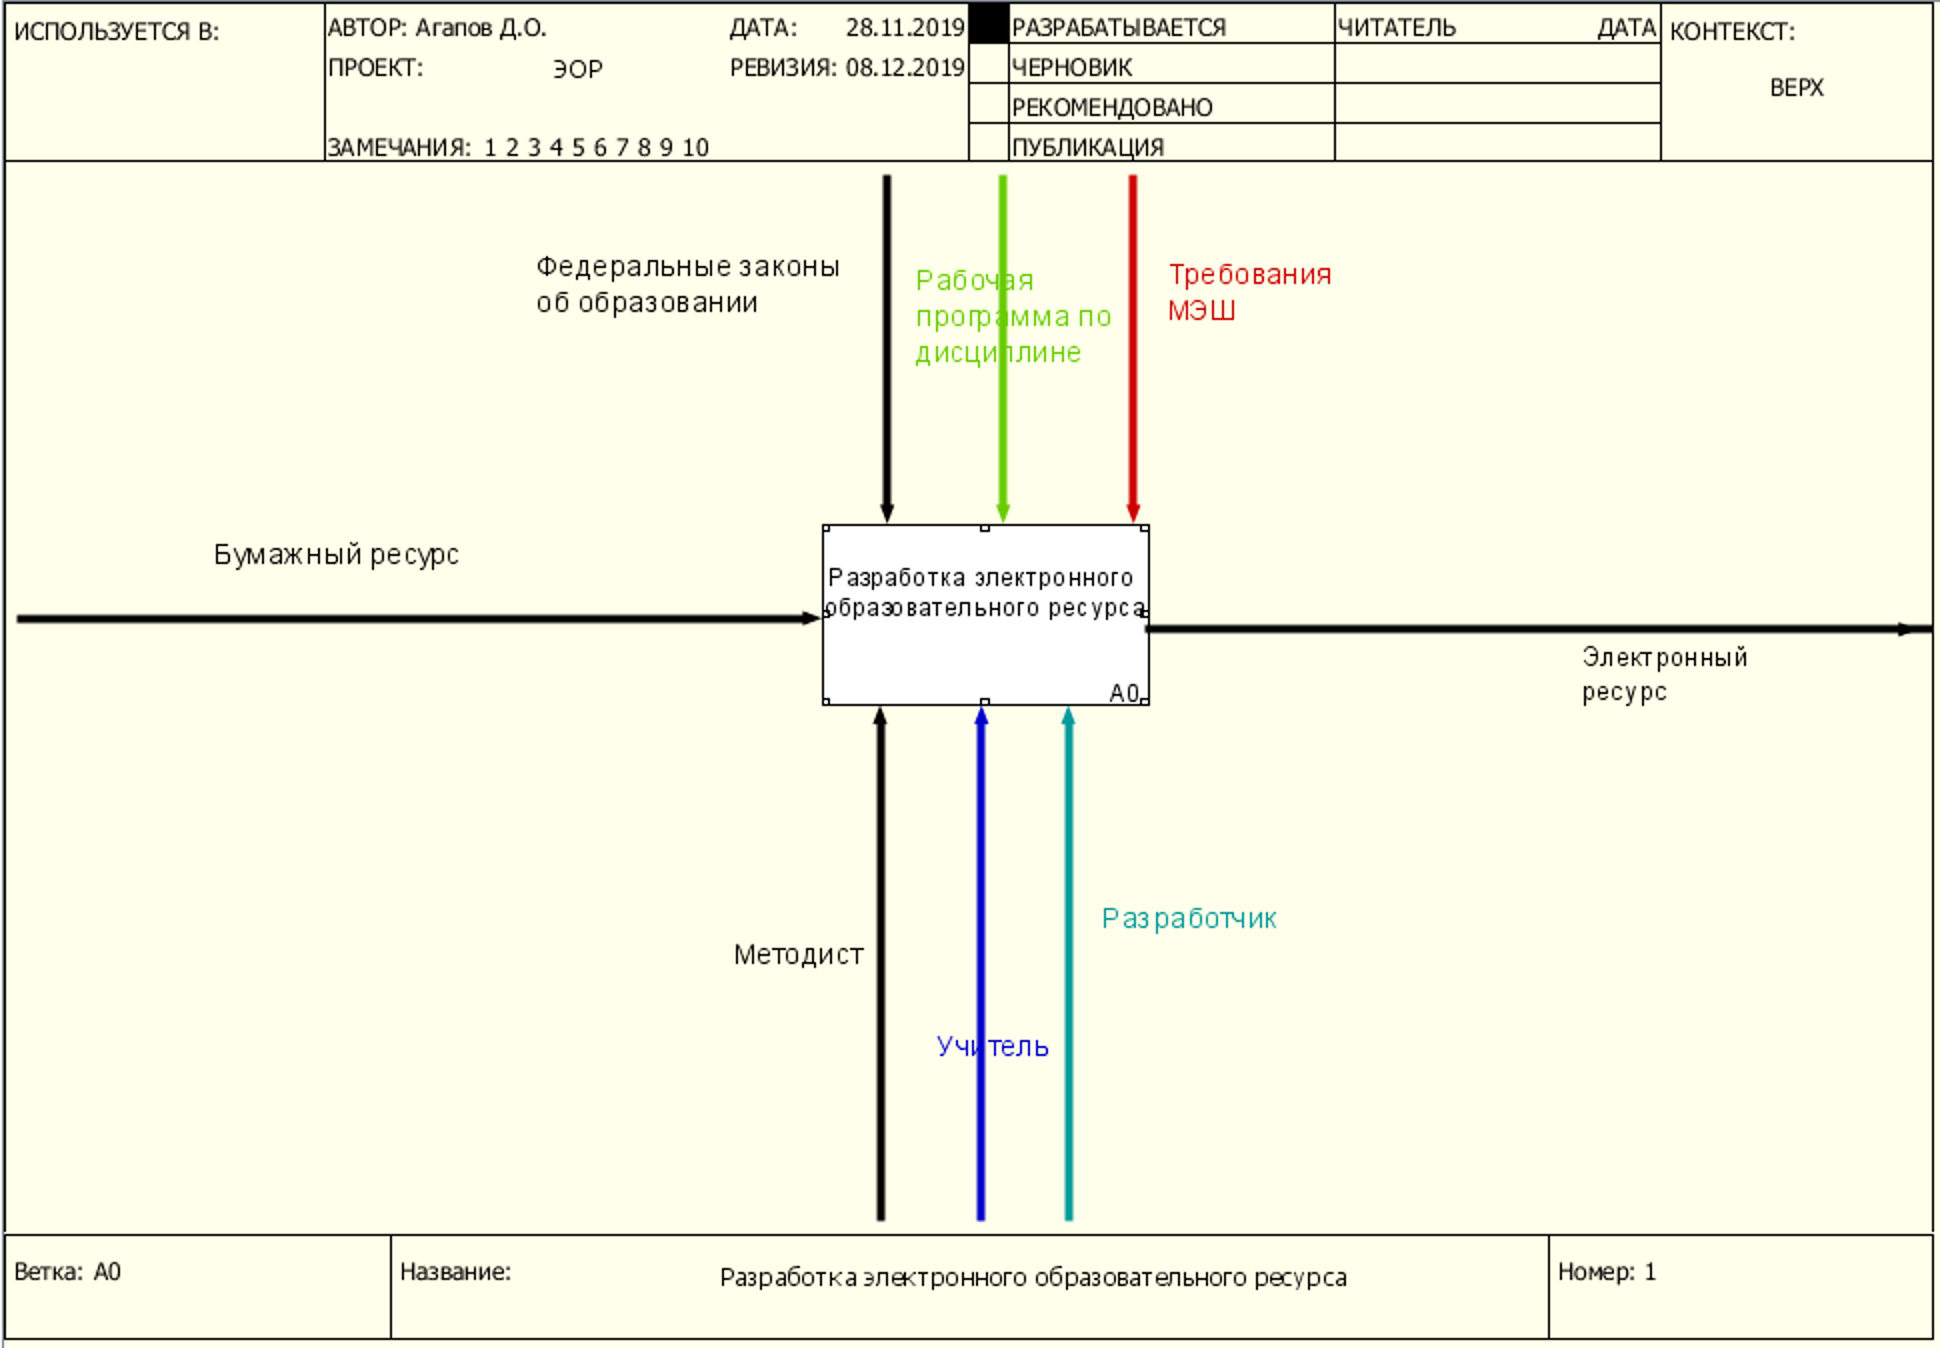 ИСПОЛЬЗУЕТСЯ В:
АВТОР: Агапов Д.О.
ДАТА: 28.11.2019
ПРОЕКТ: ЭОР
РЕВИЗИЯ: 08.12.2019
ЗАМЕЧАНИЯ: 1 2 3 4 5 6 7 8 9 10
РАЗРАБАТЫВАЕТСЯ
ЧЕРНОВИК
РЕКОМЕНДОВАНО
ПУБЛИКАЦИЯ
ЧИТАТЕЛЬ ДАТА
КОНТЕКСТ:
ВЕРХ
Федеральные законы
об образовании
Рабочая
программа по
дисциплине
Требования
МЭШ
Бумажный ресурс
Разработка электронного
образовательного ресурса
A0
Электронный
ресурс
Методист
Учитель
Разработчик
Ветка: A0
Название: Разработка электронного образовательного ресурса
Номер: 1